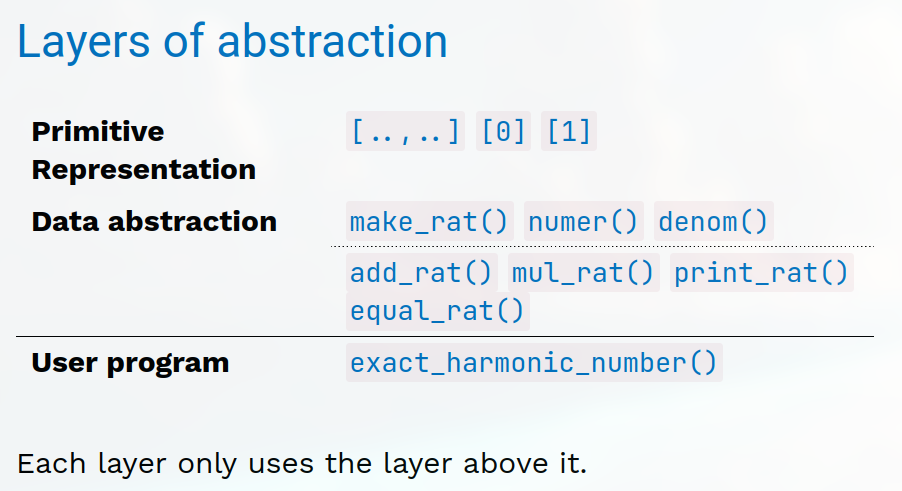 Layers of abstraction
Primitive [..,..] [0] [1]
Representation
Data abstraction make_rat() numer() denom()
add_rat() mul_rat() print_rat()
equal_rat()
User program exact_harmonic_number()
Each layer only uses the layer above it.